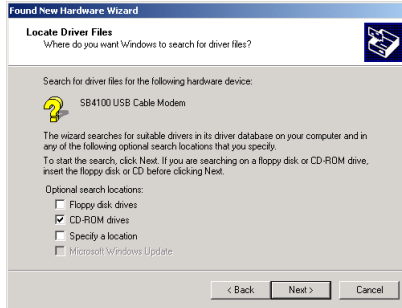 Found New Hardware Wizard
Locate Driver Files
Where do you want Windows to search for driver files?
Search for driver files for the following hardware device:
SB4100 USB Cable Modem
The wizard searches for suitable drivers in its driver database on your computer and in
any of the following optional search locations that you specify.
To start the search, click Next. If you are searching on a floppy disk or CD-ROM drive,
insert the floppy disk or CD before clicking Next.
Optional search locations:
Floppy disk drives
CD-ROM drives
Specify a location
Microsoft Windows Update
< Back Next > Cancel